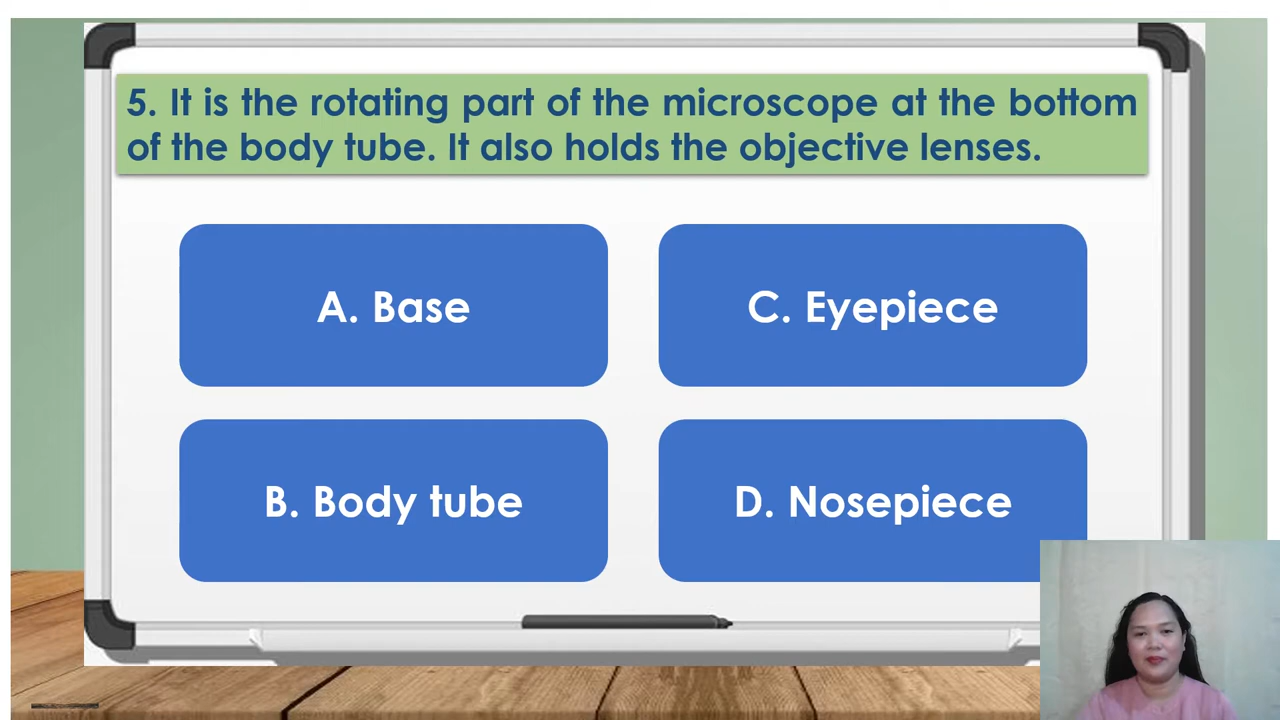 5. It is the rotating part of the microscope at the bottom
of the body tube. It also holds the objective lenses.
A. Base
C. Eyepiece
B. Body tube
D. Nosepiece